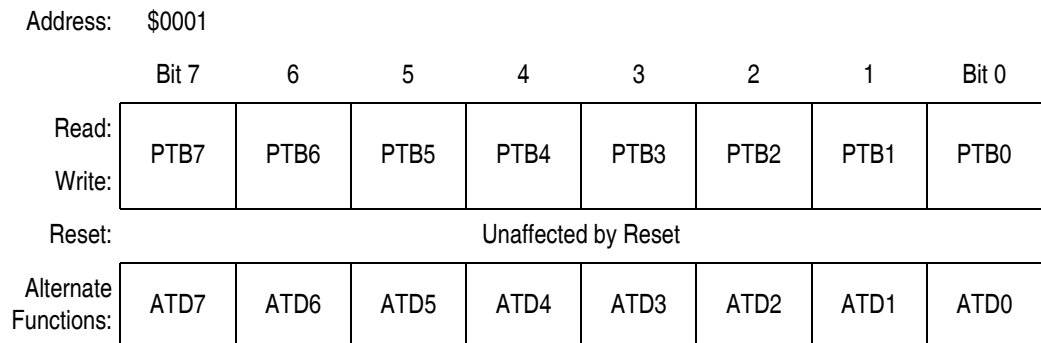 Address: $0001
Bit 7 6 5 4 3 2 1 Bit 0
Read:
PTB7 PTB6 PTB5 PTB4 PTB3 PTB2 PTB1 PTB0
Write:
Reset: Unaffected by Reset
Alternate
Functions:
ATD7 ATD6 ATD5 ATD4 ATD3 ATD2 ATD1 ATD0